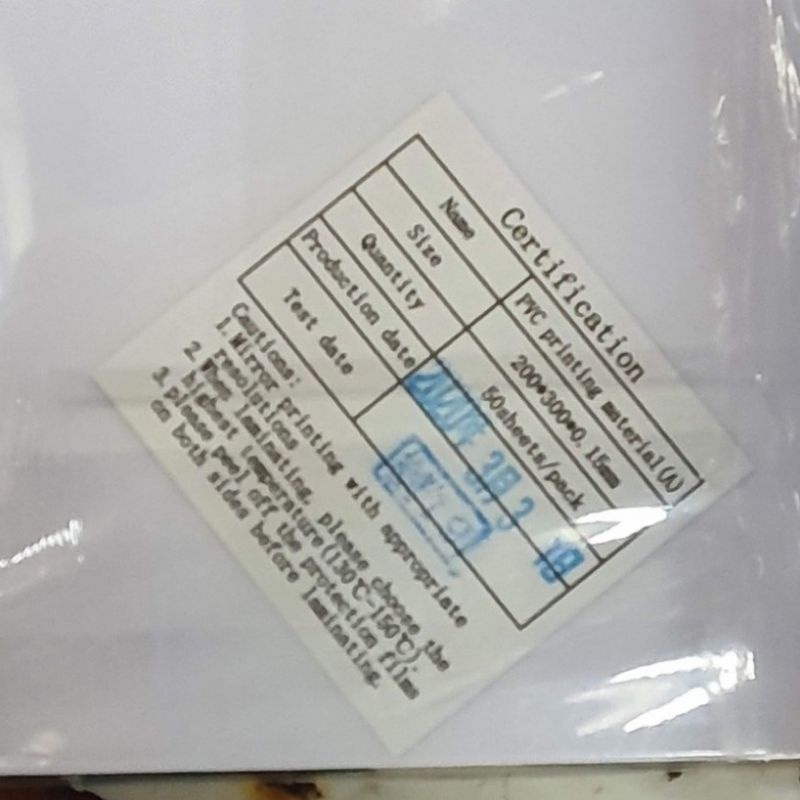 Certification
Name PVC printing material(A)
Size 200*300*0.15mm
Quantity 50sheets/pack
Production date
Test date
Cautions:
1. Mirror printing with appropriate
resolutions
2. When laminating, please choose the
highest temperature(130℃-150℃).
3. please peel off the protection films
on both sides before laminating.